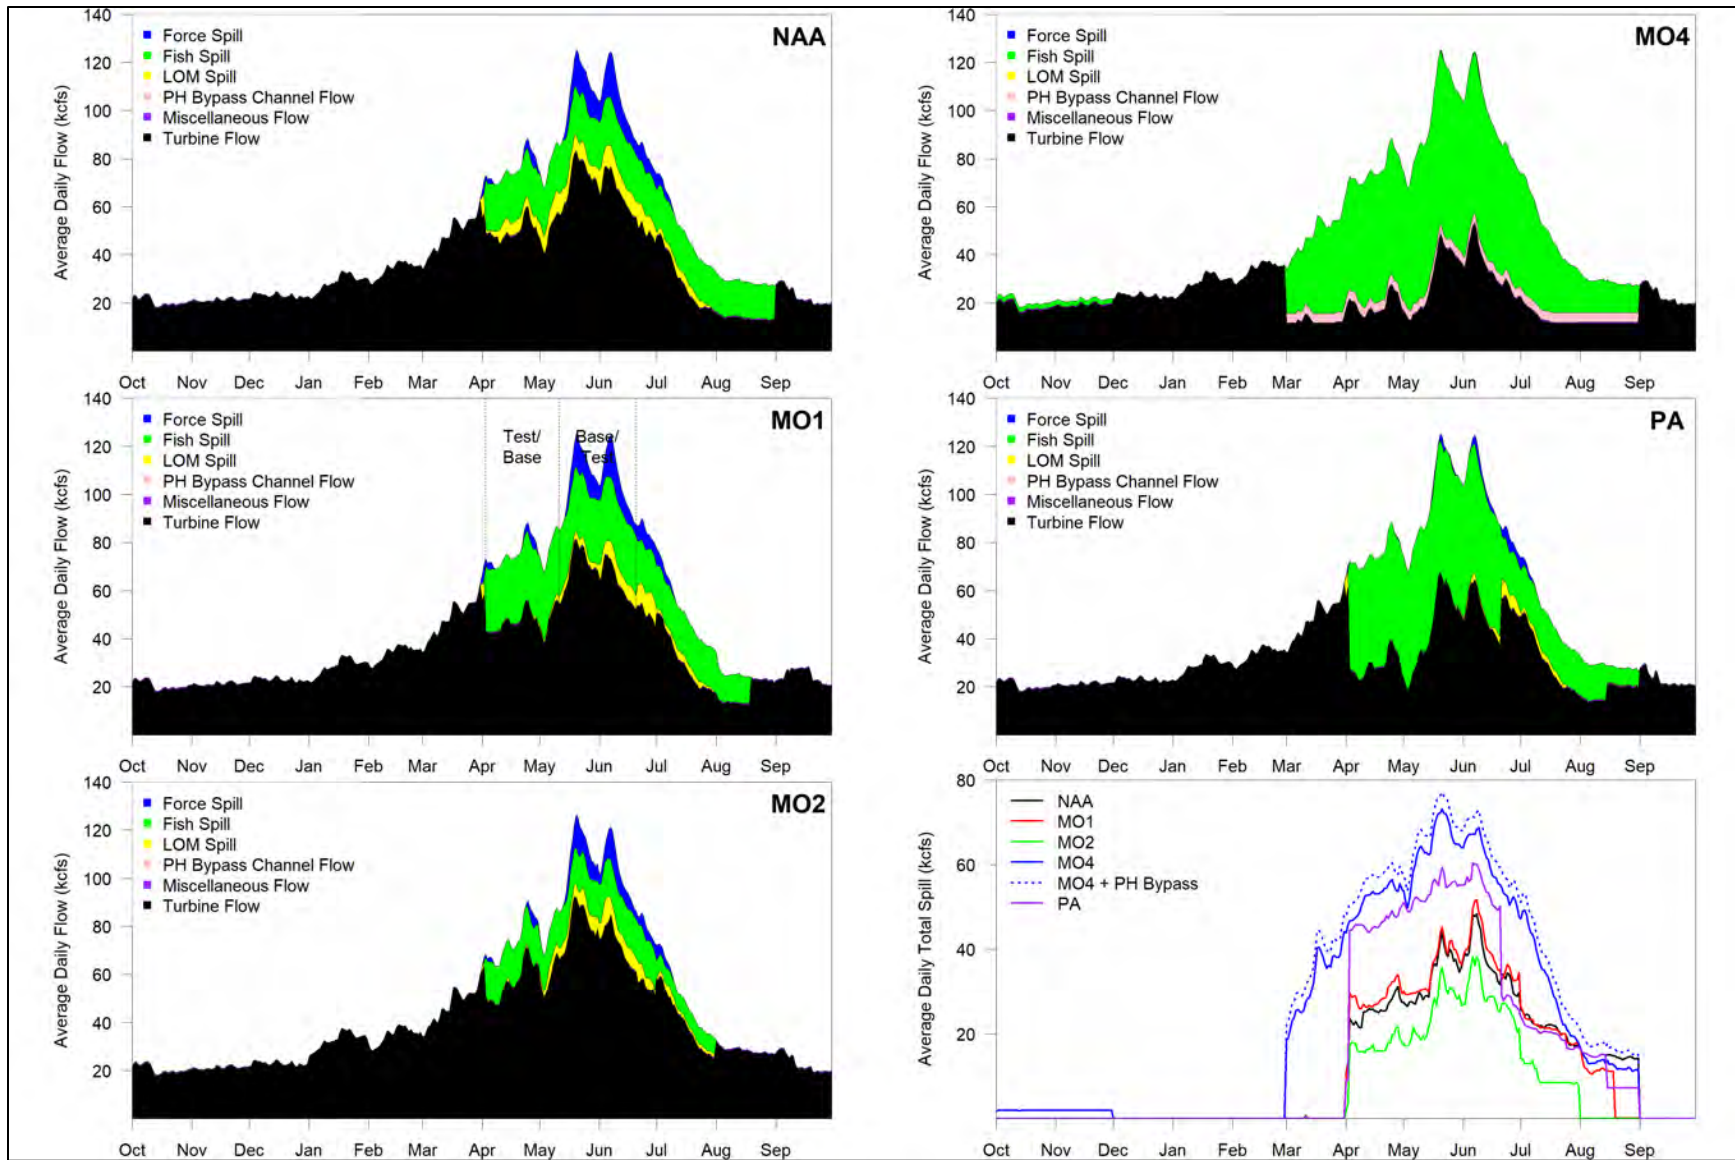 NAA
140
120
100
80
60
40
20
Average Daily Flow (kcfs)
Force Spill
Fish Spill
LOM Spill
PH Bypass Channel Flow
Miscellaneous Flow
Turbine Flow
Oct Nov Dec Jan Feb Mar Apr May Jun Jul Aug Sep
MO4
140
120
100
80
60
40
20
Average Daily Flow (kcfs)
Force Spill
Fish Spill
LOM Spill
PH Bypass Channel Flow
Miscellaneous Flow
Turbine Flow
Oct Nov Dec Jan Feb Mar Apr May Jun Jul Aug Sep
MO1
140
120
100
80
60
40
20
Average Daily Flow (kcfs)
Force Spill
Fish Spill
LOM Spill
PH Bypass Channel Flow
Miscellaneous Flow
Turbine Flow
Test/
Base
Base/
Test
Oct Nov Dec Jan Feb Mar Apr May Jun Jul Aug Sep
PA
140
120
100
80
60
40
20
Average Daily Flow (kcfs)
Force Spill
Fish Spill
LOM Spill
PH Bypass Channel Flow
Miscellaneous Flow
Turbine Flow
Oct Nov Dec Jan Feb Mar Apr May Jun Jul Aug Sep
MO2
140
120
100
80
60
40
20
Average Daily Flow (kcfs)
Force Spill
Fish Spill
LOM Spill
PH Bypass Channel Flow
Miscellaneous Flow
Turbine Flow
Oct Nov Dec Jan Feb Mar Apr May Jun Jul Aug Sep
80
60
40
20
Average Daily Total Spill (kcfs)
NAA
MO1
MO2
MO4
MO4 + PH Bypass
PA
Oct Nov Dec Jan Feb Mar Apr May Jun Jul Aug Sep